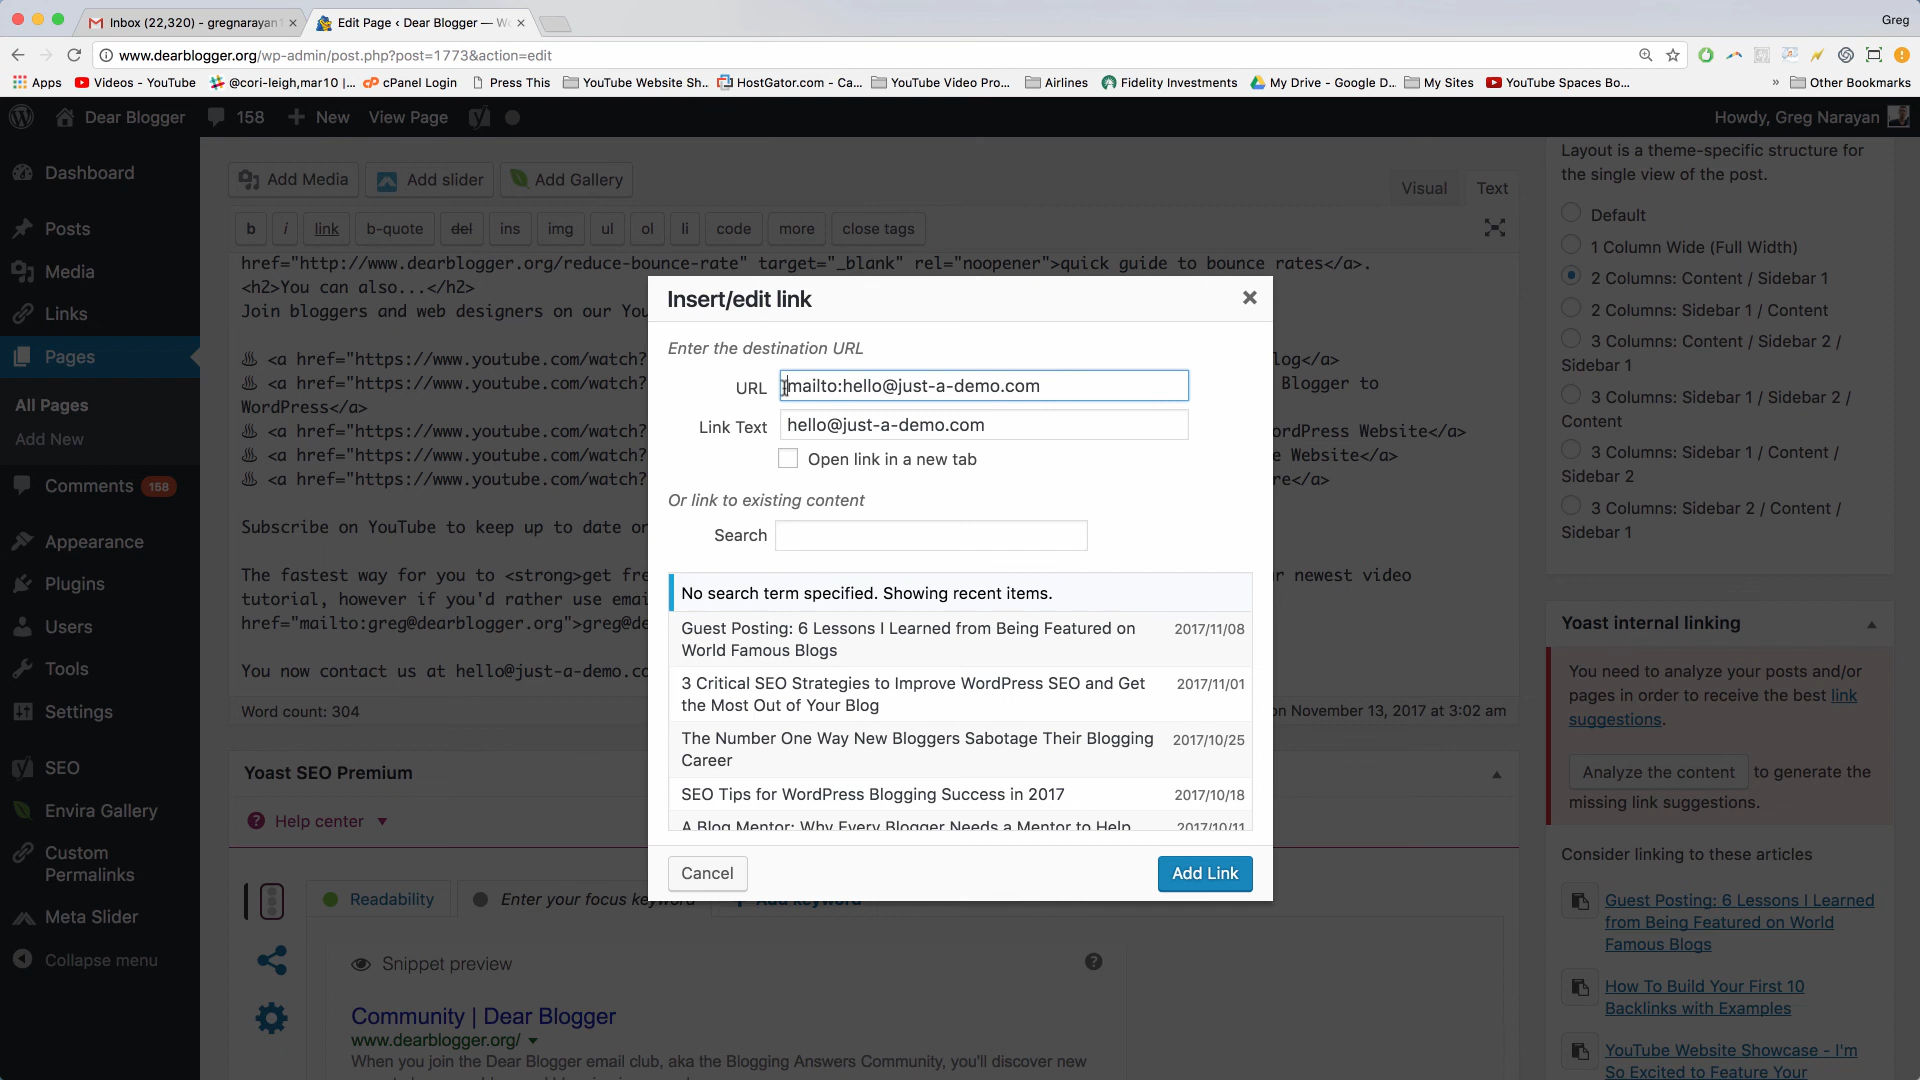 Inbox (22,320) - gregnarayan
Edit Page ‹ Dear Blogger — Wo
Greg
www.dearblogger.org/wp-admin/post.php?post=1773&action=edit
Apps Videos - YouTube @cori-leigh,mar10 |... cPanel Login Press This YouTube Website Sh... HostGator.com - Ca... YouTube Video Pro... Airlines Fidelity Investments My Drive - Google D... My Sites YouTube Spaces Bo... » Other Bookmarks
Dear Blogger 158 New View Page
Howdy, Greg Narayan
Dashboard
Posts
Media
Links
Pages
All Pages
Add New
Comments 158
Appearance
Plugins
Users
Tools
Settings
SEO
Envira Gallery
Custom
Permalinks
Meta Slider
Collapse menu
Add Media Add slider Add Gallery
Visual Text
b i link b-quote del ins img ul ol li code more close tags
href="http://www.dearblogger.org/reduce-bounce-rate" target="_blank" rel="noopener">quick guide to bounce rates</a>.
<h2>You can also...</h2>
Join bloggers and web designers on our You
<a href="https://www.youtube.com/watch? log</a>
<a href="https://www.youtube.com/watch? Blogger to
WordPress</a>
<a href="https://www.youtube.com/watch? ordPress Website</a>
<a href="https://www.youtube.com/watch? e Website</a>
<a href="https://www.youtube.com/watch? re</a>
Subscribe on YouTube to keep up to date on
The fastest way for you to <strong>get fre r newest video
tutorial, however if you'd rather use emai
href="mailto:greg@dearblogger.org">greg@de
You now contact us at hello@just-a-demo.co
Word count: 304
on November 13, 2017 at 3:02 am
Insert/edit link
Enter the destination URL
URL mailto:hello@just-a-demo.com
Link Text hello@just-a-demo.com
Open link in a new tab
Or link to existing content
Search
No search term specified. Showing recent items.
Guest Posting: 6 Lessons I Learned from Being Featured on 2017/11/08
World Famous Blogs
3 Critical SEO Strategies to Improve WordPress SEO and Get 2017/11/01
the Most Out of Your Blog
The Number One Way New Bloggers Sabotage Their Blogging 2017/10/25
Career
SEO Tips for WordPress Blogging Success in 2017 2017/10/18
A Blog Mentor: Why Every Blogger Needs a Mentor to Help 2017/10/11
Cancel
Add Link
Yoast SEO Premium
Help center
Readability
Enter your focus keyword
Add keyword
Snippet preview
Community | Dear Blogger
www.dearblogger.org/
When you join the Dear Blogger email club, aka the Blogging Answers Community, you'll discover new
Layout is a theme-specific structure for
the single view of the post.
Default
1 Column Wide (Full Width)
2 Columns: Content / Sidebar 1
2 Columns: Sidebar 1 / Content
3 Columns: Content / Sidebar 2 /
Sidebar 1
3 Columns: Sidebar 1 / Sidebar 2 /
Content
3 Columns: Sidebar 1 / Content /
Sidebar 2
3 Columns: Sidebar 2 / Content /
Sidebar 1
Yoast internal linking
You need to analyze your posts and/or
pages in order to receive the best link
suggestions.
Analyze the content to generate the
missing link suggestions.
Consider linking to these articles
Guest Posting: 6 Lessons I Learned
from Being Featured on World
Famous Blogs
How To Build Your First 10
Backlinks with Examples
YouTube Website Showcase - I'm
So Excited to Feature Your